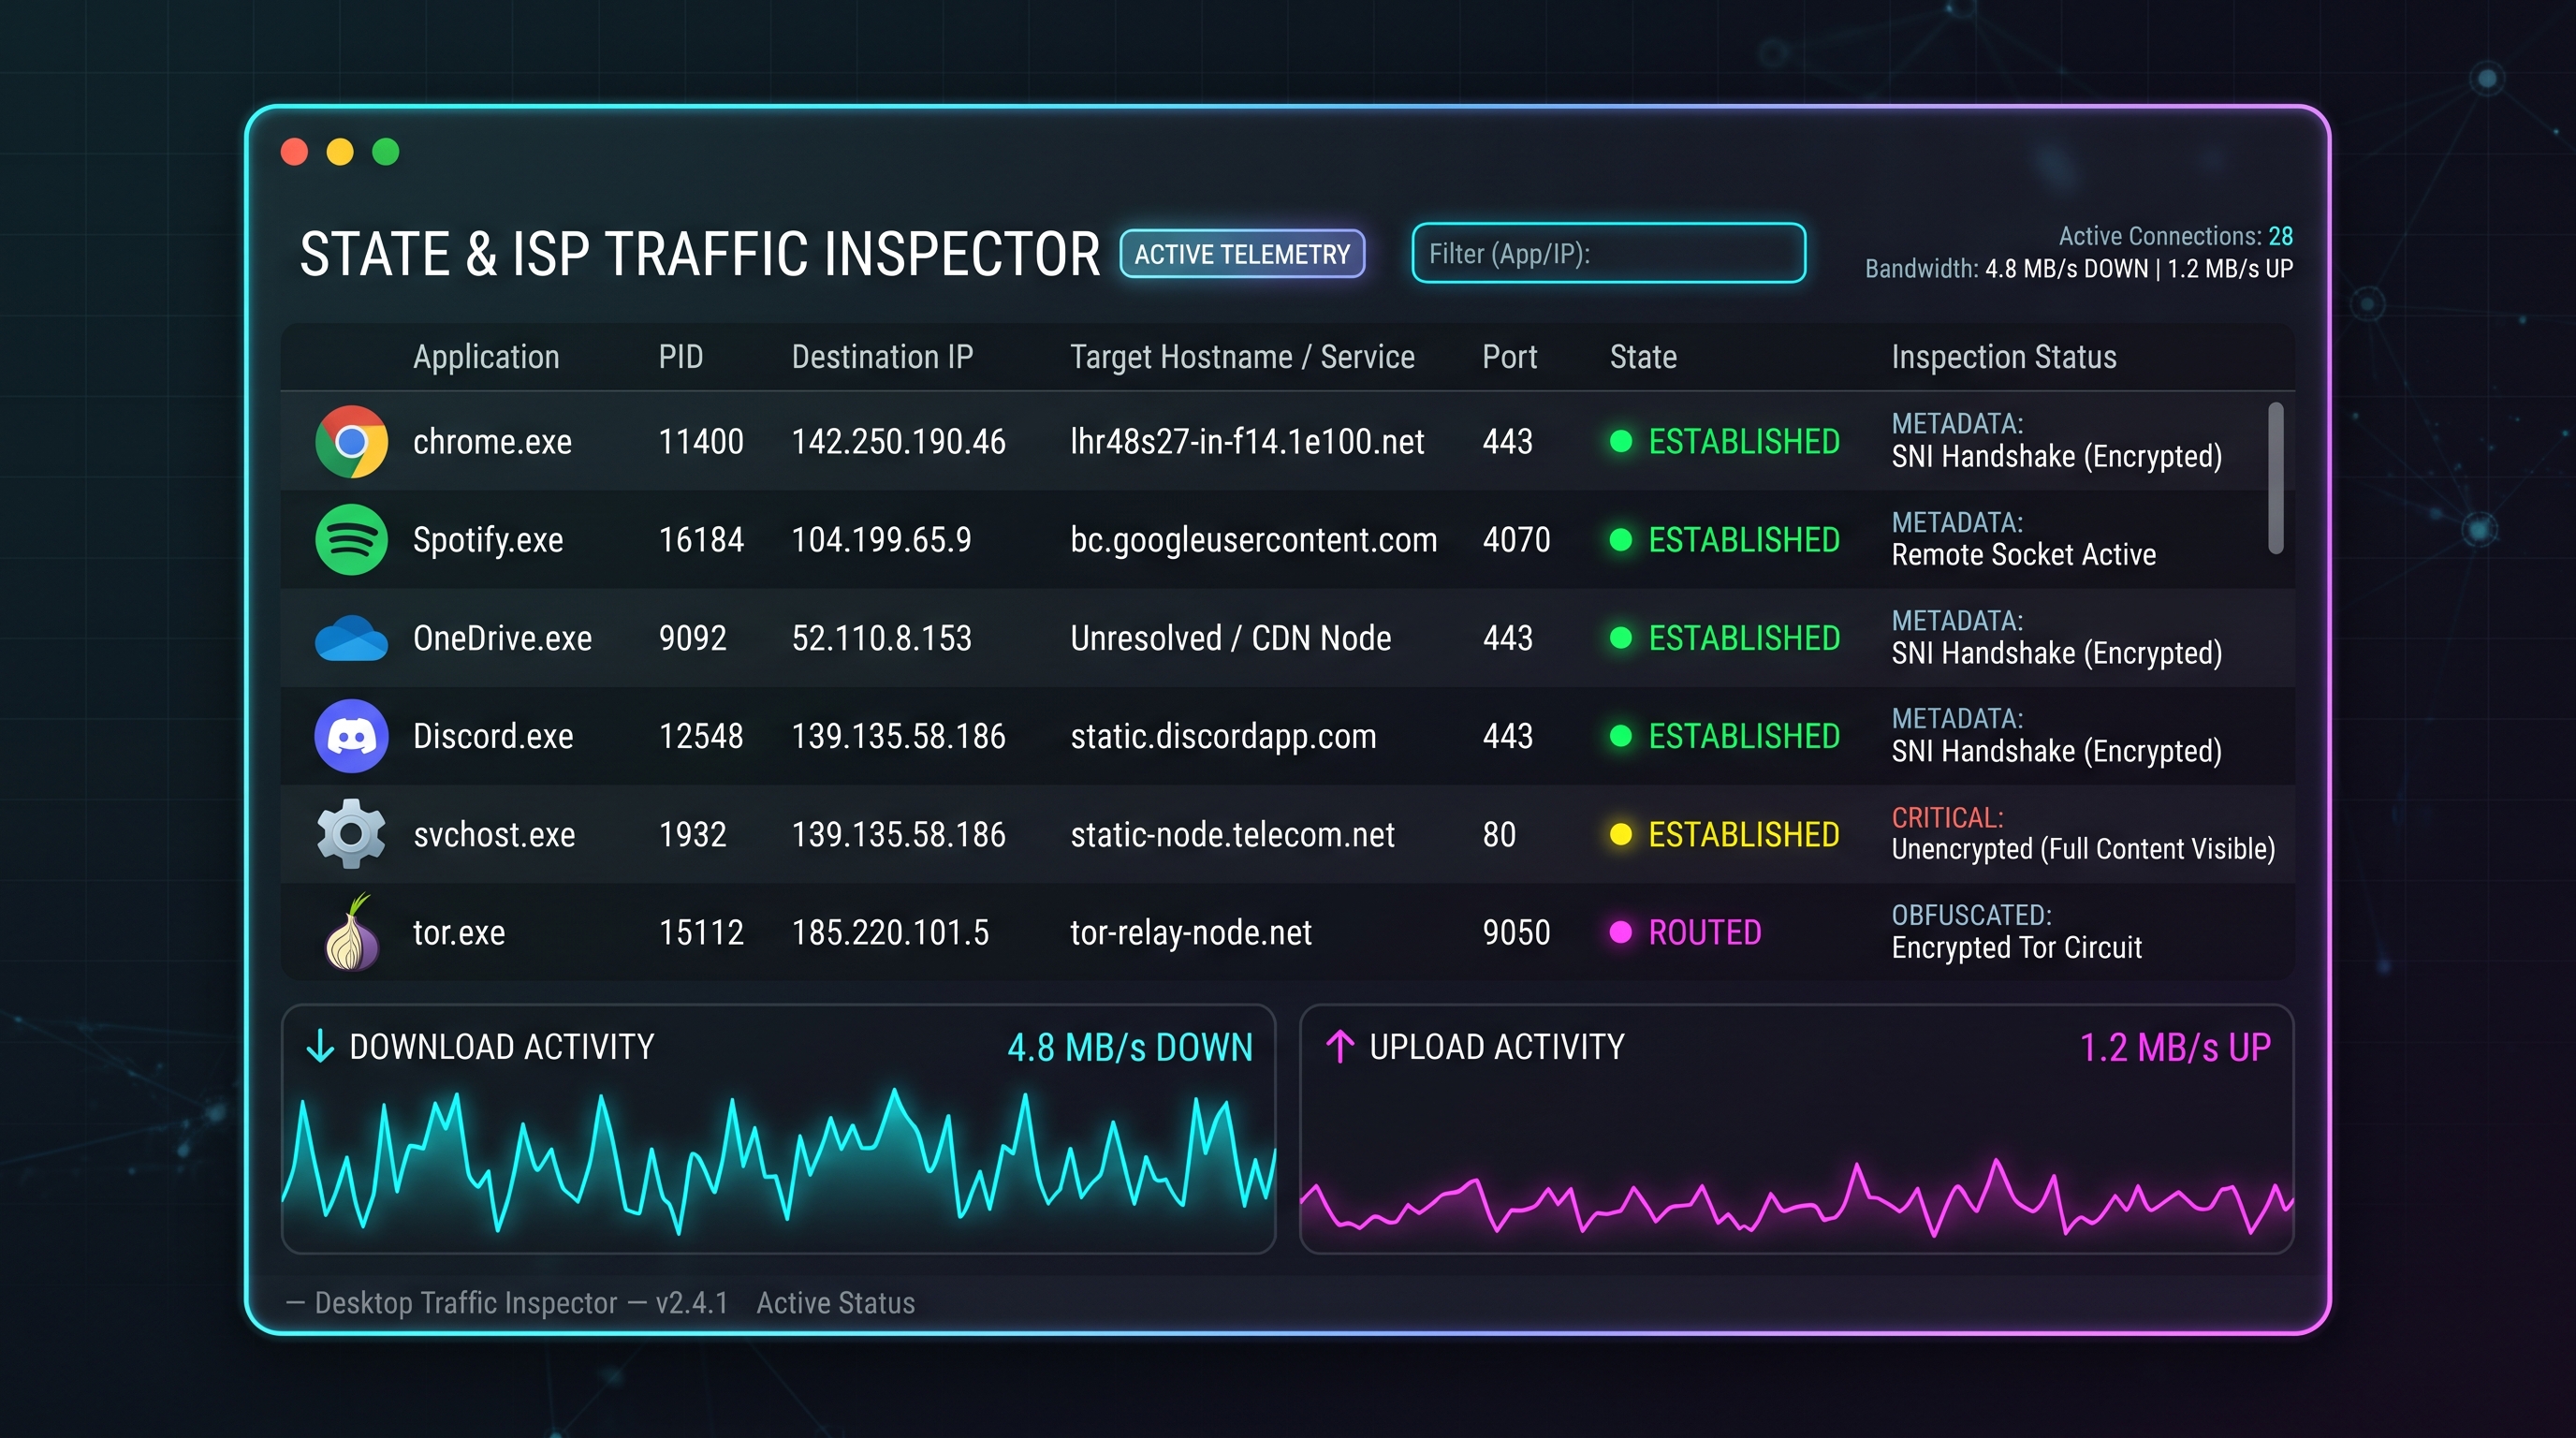 STATE & ISP TRAFFIC INSPECTOR ACTIVE TELEMETRY Filter (App/IP):
Active Connections: 28
Bandwidth: 4.8 MB/s DOWN | 1.2 MB/s UP
Application PID Destination IP Target Hostname / Service Port State Inspection Status
chrome.exe 11400 142.250.190.46 lhr48s27-in-f14.1e100.net 443 ESTABLISHED METADATA:
SNI Handshake (Encrypted)
Spotify.exe 16184 104.199.65.9 bc.googleusercontent.com 4070 ESTABLISHED METADATA:
Remote Socket Active
OneDrive.exe 9092 52.110.8.153 Unresolved / CDN Node 443 ESTABLISHED METADATA:
SNI Handshake (Encrypted)
Discord.exe 12548 139.135.58.186 static.discordapp.com 443 ESTABLISHED METADATA:
SNI Handshake (Encrypted)
svchost.exe 1932 139.135.58.186 static-node.telecom.net 80 ESTABLISHED CRITICAL:
Unencrypted (Full Content Visible)
tor.exe 15112 185.220.101.5 tor-relay-node.net 9050 ROUTED OBFUSCATED:
Encrypted Tor Circuit
DOWNLOAD ACTIVITY 4.8 MB/s DOWN
UPLOAD ACTIVITY 1.2 MB/s UP
— Desktop Traffic Inspector — v2.4.1 Active Status